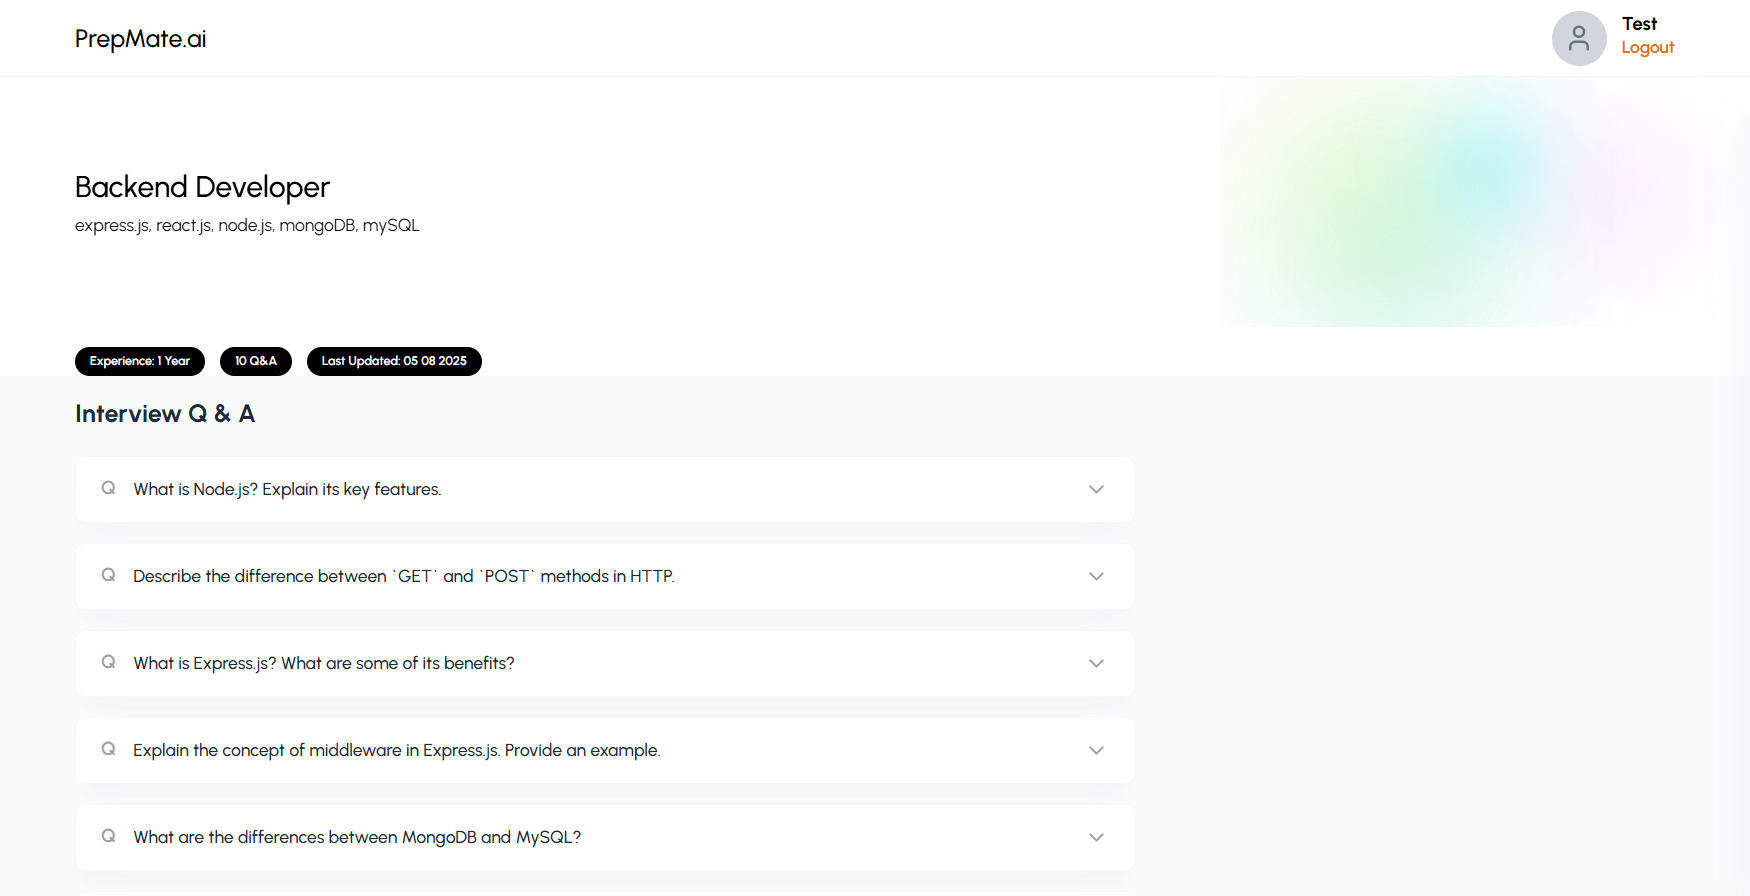 PrepMate.ai
Test
Logout
Backend Developer
express.js, react.js, node.js, mongoDB, mySQL
Experience: 1 Year
10 Q&A
Last Updated: 05 08 2025
Interview Q & A
Q What is Node.js? Explain its key features.
Q Describe the difference between `GET` and `POST` methods in HTTP.
Q What is Express.js? What are some of its benefits?
Q Explain the concept of middleware in Express.js. Provide an example.
Q What are the differences between MongoDB and MySQL?